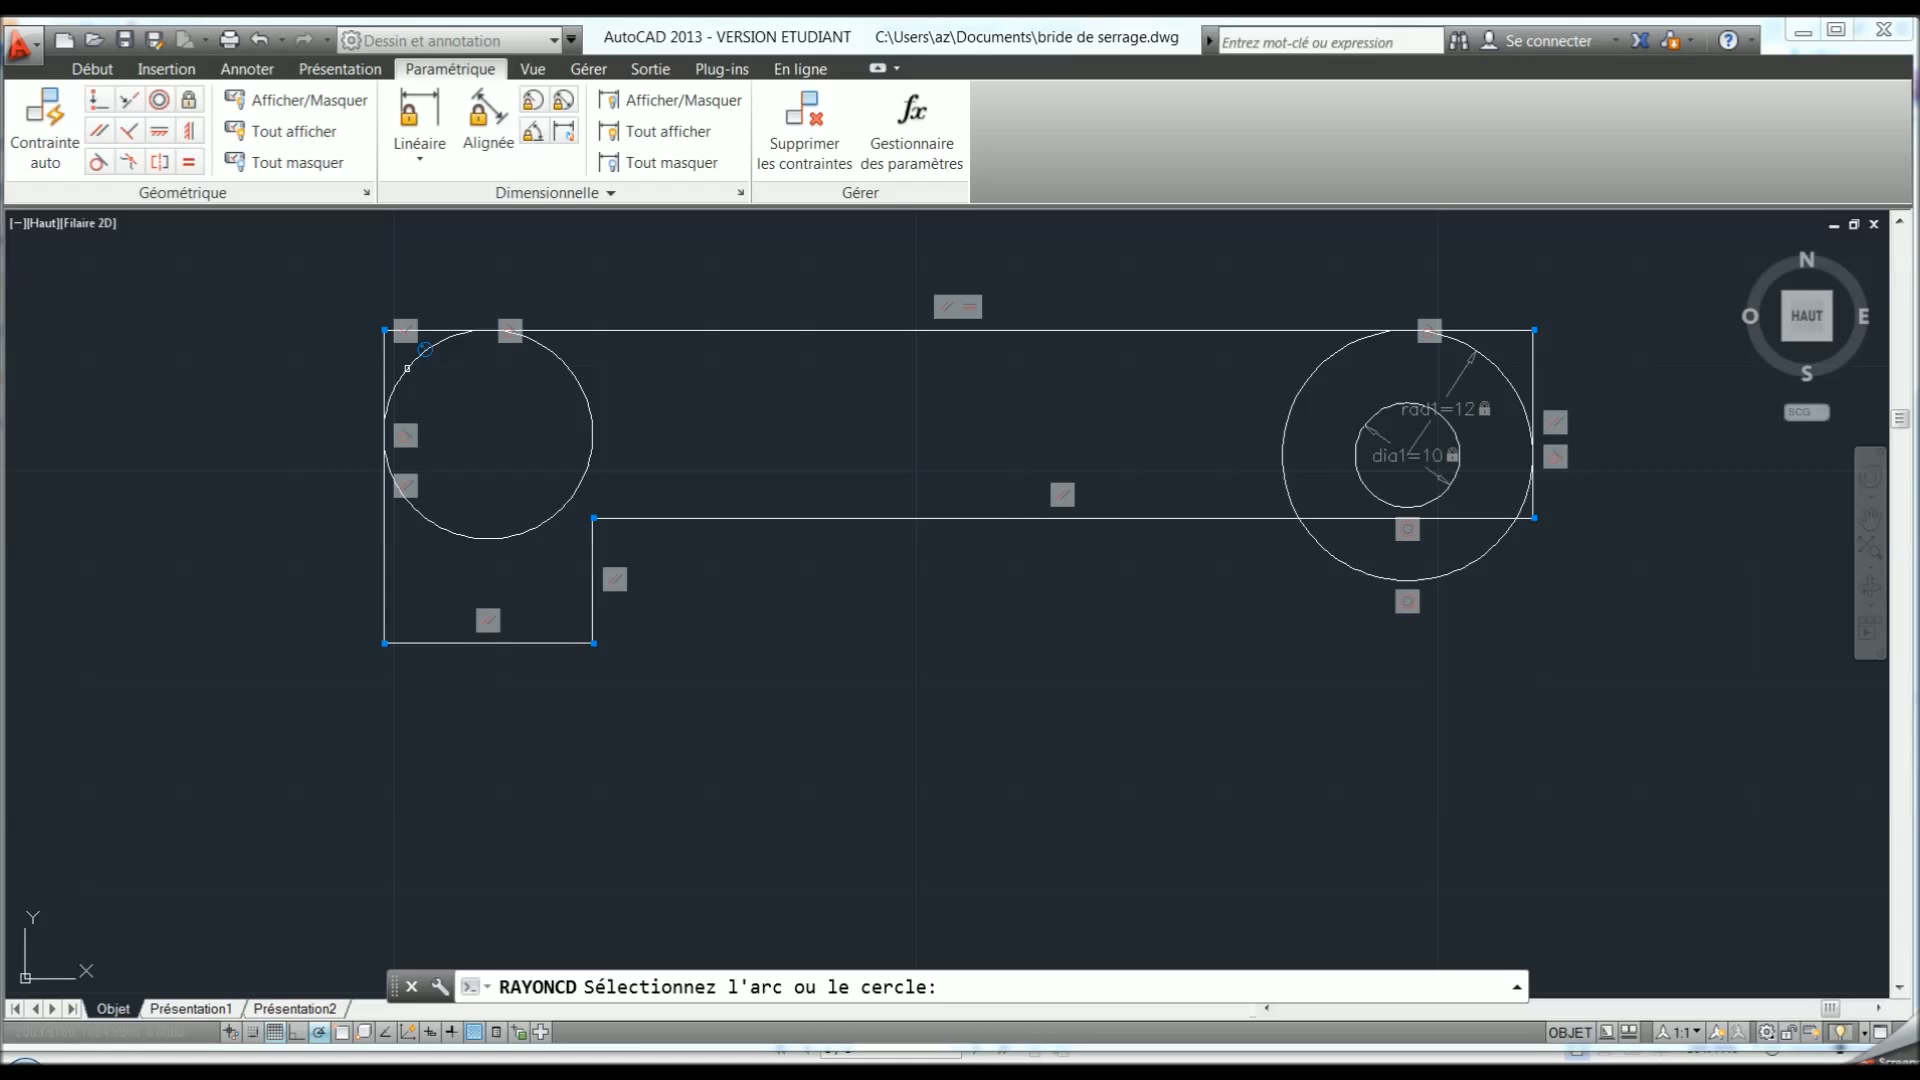 Dessin et annotation
AutoCAD 2013 - VERSION ETUDIANT C:\Users\az\Documents\bride de serrage.dwg
Entrez mot-clé ou expression
Se connecter
Début Insertion Annoter Présentation Paramétrique Vue Gérer Sortie Plug-ins En ligne
Contrainte auto
Afficher/Masquer
Tout afficher
Tout masquer
Géométrique
Linéaire
Alignée
Afficher/Masquer
Tout afficher
Tout masquer
Dimensionnelle
Supprimer les contraintes
fx
Gestionnaire des paramètres
Gérer
[−][Haut][Filaire 2D]
N
O HAUT E
S
SCG
rad1=12
dia1=10
Y
X
RAYONCD Sélectionnez l'arc ou le cercle:
Objet Présentation1 Présentation2
OBJET
1:1